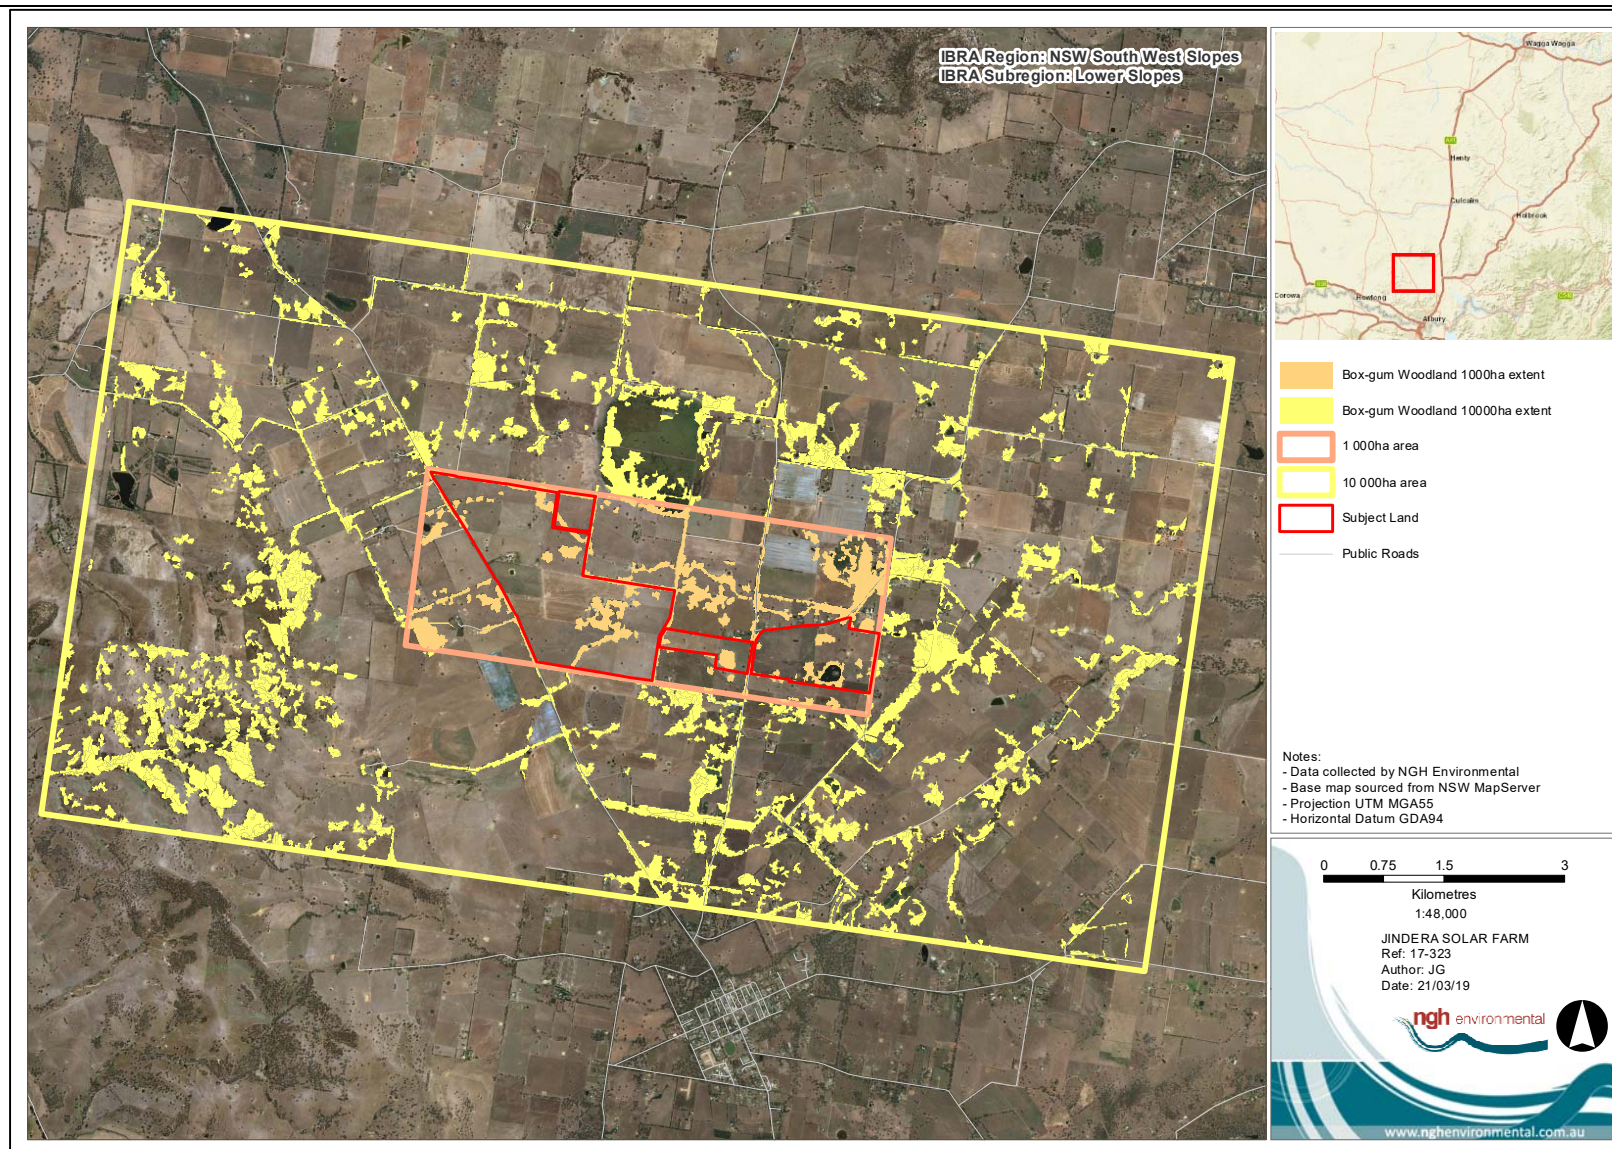 IBRA Region: NSW South West Slopes
IBRA Subregion: Lower Slopes
Wagga Wagga
A41
Henty
Culcairn
Holbrook
Corowa
Howlong
Albury
Box-gum Woodland 1000ha extent
Box-gum Woodland 10000ha extent
1 000ha area
10 000ha area
Subject Land
Public Roads
Notes:
- Data collected by NGH Environmental
- Base map sourced from NSW MapServer
- Projection UTM MGA55
- Horizontal Datum GDA94
0 0.75 1.5 3
Kilometres
1:48,000
JINDERA SOLAR FARM
Ref: 17-323
Author: JG
Date: 21/03/19
ngh environmental
www.nghenvironmental.com.au